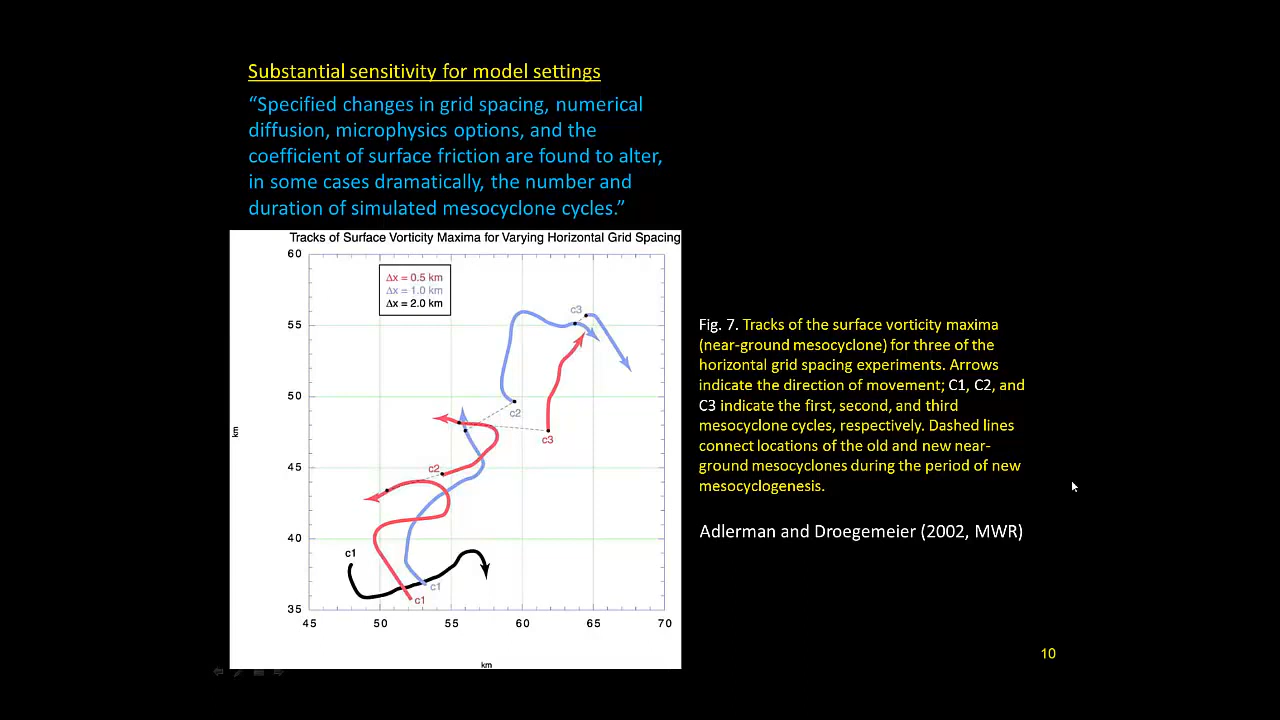 Substantial sensitivity for model settings
“Specified changes in grid spacing, numerical
diffusion, microphysics options, and the
coefficient of surface friction are found to alter,
in some cases dramatically, the number and
duration of simulated mesocyclone cycles.”
Tracks of Surface Vorticity Maxima for Varying Horizontal Grid Spacing
60
55
50
45
40
35
km
Δx = 0.5 km
Δx = 1.0 km
Δx = 2.0 km
c3
c2
c3
c2
c1
c1
c1
45 50 55 60 65 70
km
Fig. 7. Tracks of the surface vorticity maxima
(near-ground mesocyclone) for three of the
horizontal grid spacing experiments. Arrows
indicate the direction of movement; C1, C2, and
C3 indicate the first, second, and third
mesocyclone cycles, respectively. Dashed lines
connect locations of the old and new near-
ground mesocyclones during the period of new
mesocyclogenesis.
Adlerman and Droegemeier (2002, MWR)
10